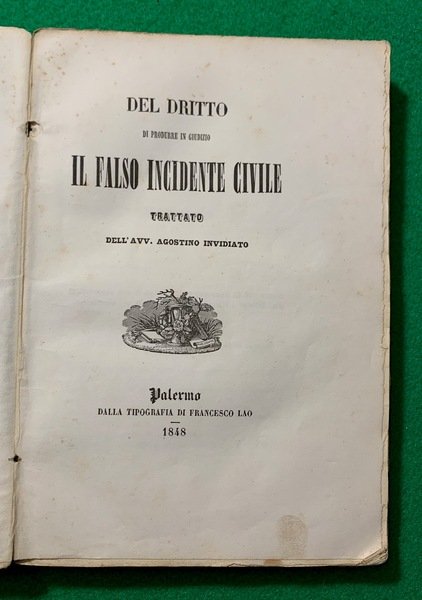 DEL DRITTO
DI PRODURRE IN GIUDIZIO
IL FALSO INCIDENTE CIVILE
TRATTATO
DELL'AVV. AGOSTINO INVIDIATO
Palermo
DALLA TIPOGRAFIA DI FRANCESCO LAO
1848